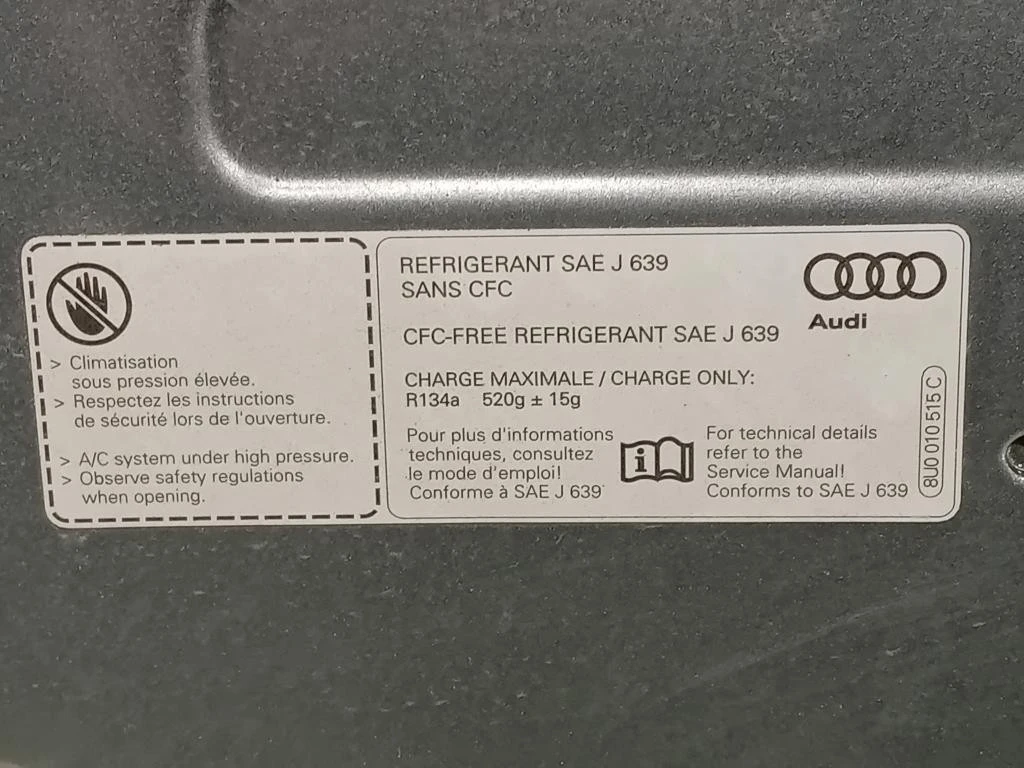 > Climatisation
sous pression élevée.
> Respectez les instructions
de sécurité lors de l'ouverture.
> A/C system under high pressure.
> Observe safety regulations
when opening.
REFRIGERANT SAE J 639
SANS CFC
CFC-FREE REFRIGERANT SAE J 639
CHARGE MAXIMALE / CHARGE ONLY:
R134a 520g ± 15g
Pour plus d'informations
techniques, consultez
le mode d'emploi!
Conforme à SAE J 639
i
For technical details
refer to the
Service Manual!
Conforms to SAE J 639
Audi
8U0 010 515 C